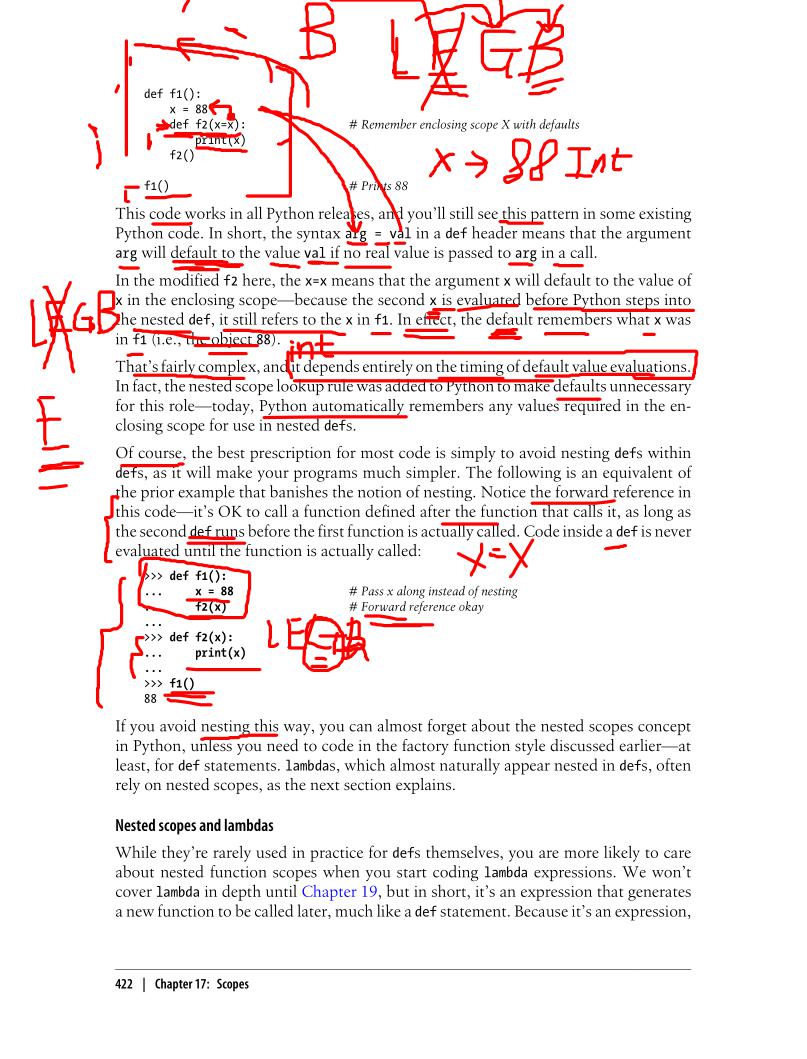 B L E G B
def f1():
x = 88
def f2(x=x): # Remember enclosing scope X with defaults
print(x)
f2()
x → 88 Int
f1() # Prints 88
This code works in all Python releases, and you'll still see this pattern in some existing
Python code. In short, the syntax arg = val in a def header means that the argument
arg will default to the value val if no real value is passed to arg in a call.
In the modified f2 here, the x=x means that the argument x will default to the value of
x in the enclosing scope—because the second x is evaluated before Python steps into
the nested def, it still refers to the x in f1. In effect, the default remembers what x was
in f1 (i.e., the object 88).
LEGB
int
That's fairly complex, and it depends entirely on the timing of default value evaluations.
In fact, the nested scope lookup rule was added to Python to make defaults unnecessary
for this role—today, Python automatically remembers any values required in the en-
closing scope for use in nested defs.
E
Of course, the best prescription for most code is simply to avoid nesting defs within
defs, as it will make your programs much simpler. The following is an equivalent of
the prior example that banishes the notion of nesting. Notice the forward reference in
this code—it's OK to call a function defined after the function that calls it, as long as
the second def runs before the first function is actually called. Code inside a def is never
evaluated until the function is actually called:
x=x
>>> def f1():
... x = 88 # Pass x along instead of nesting
... f2(x) # Forward reference okay
...
>>> def f2(x):
... print(x)
...
LEGB
>>> f1()
88
If you avoid nesting this way, you can almost forget about the nested scopes concept
in Python, unless you need to code in the factory function style discussed earlier—at
least, for def statements. lambdas, which almost naturally appear nested in defs, often
rely on nested scopes, as the next section explains.
Nested scopes and lambdas
While they're rarely used in practice for defs themselves, you are more likely to care
about nested function scopes when you start coding lambda expressions. We won't
cover lambda in depth until Chapter 19, but in short, it's an expression that generates
a new function to be called later, much like a def statement. Because it's an expression,
422 | Chapter 17: Scopes